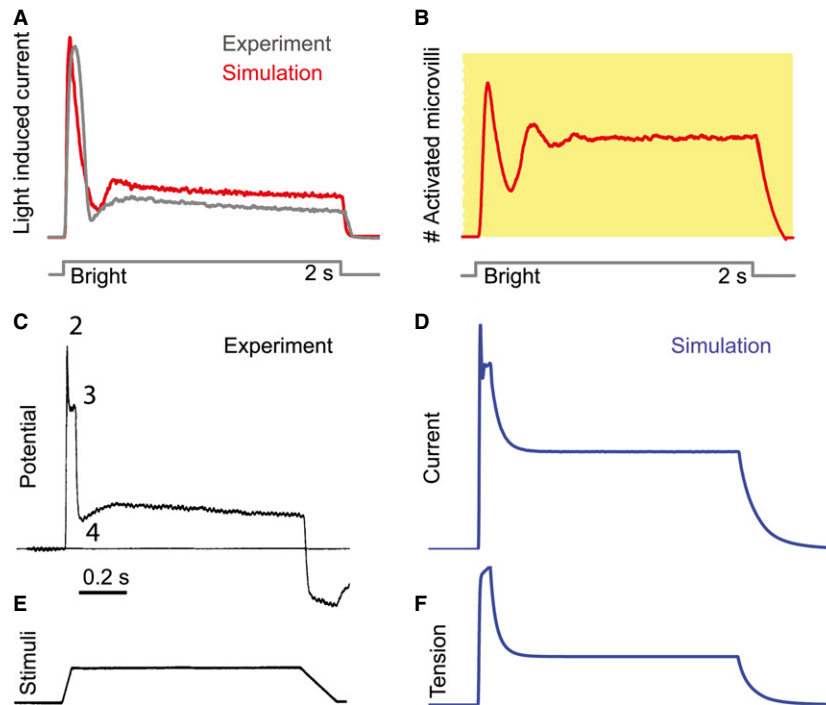 A
Light induced current
Experiment
Simulation
Bright 2 s
B
# Activated microvilli
Bright 2 s
C
Potential
2
3
4
Experiment
0.2 s
D
Current
Simulation
E
Stimuli
F
Tension